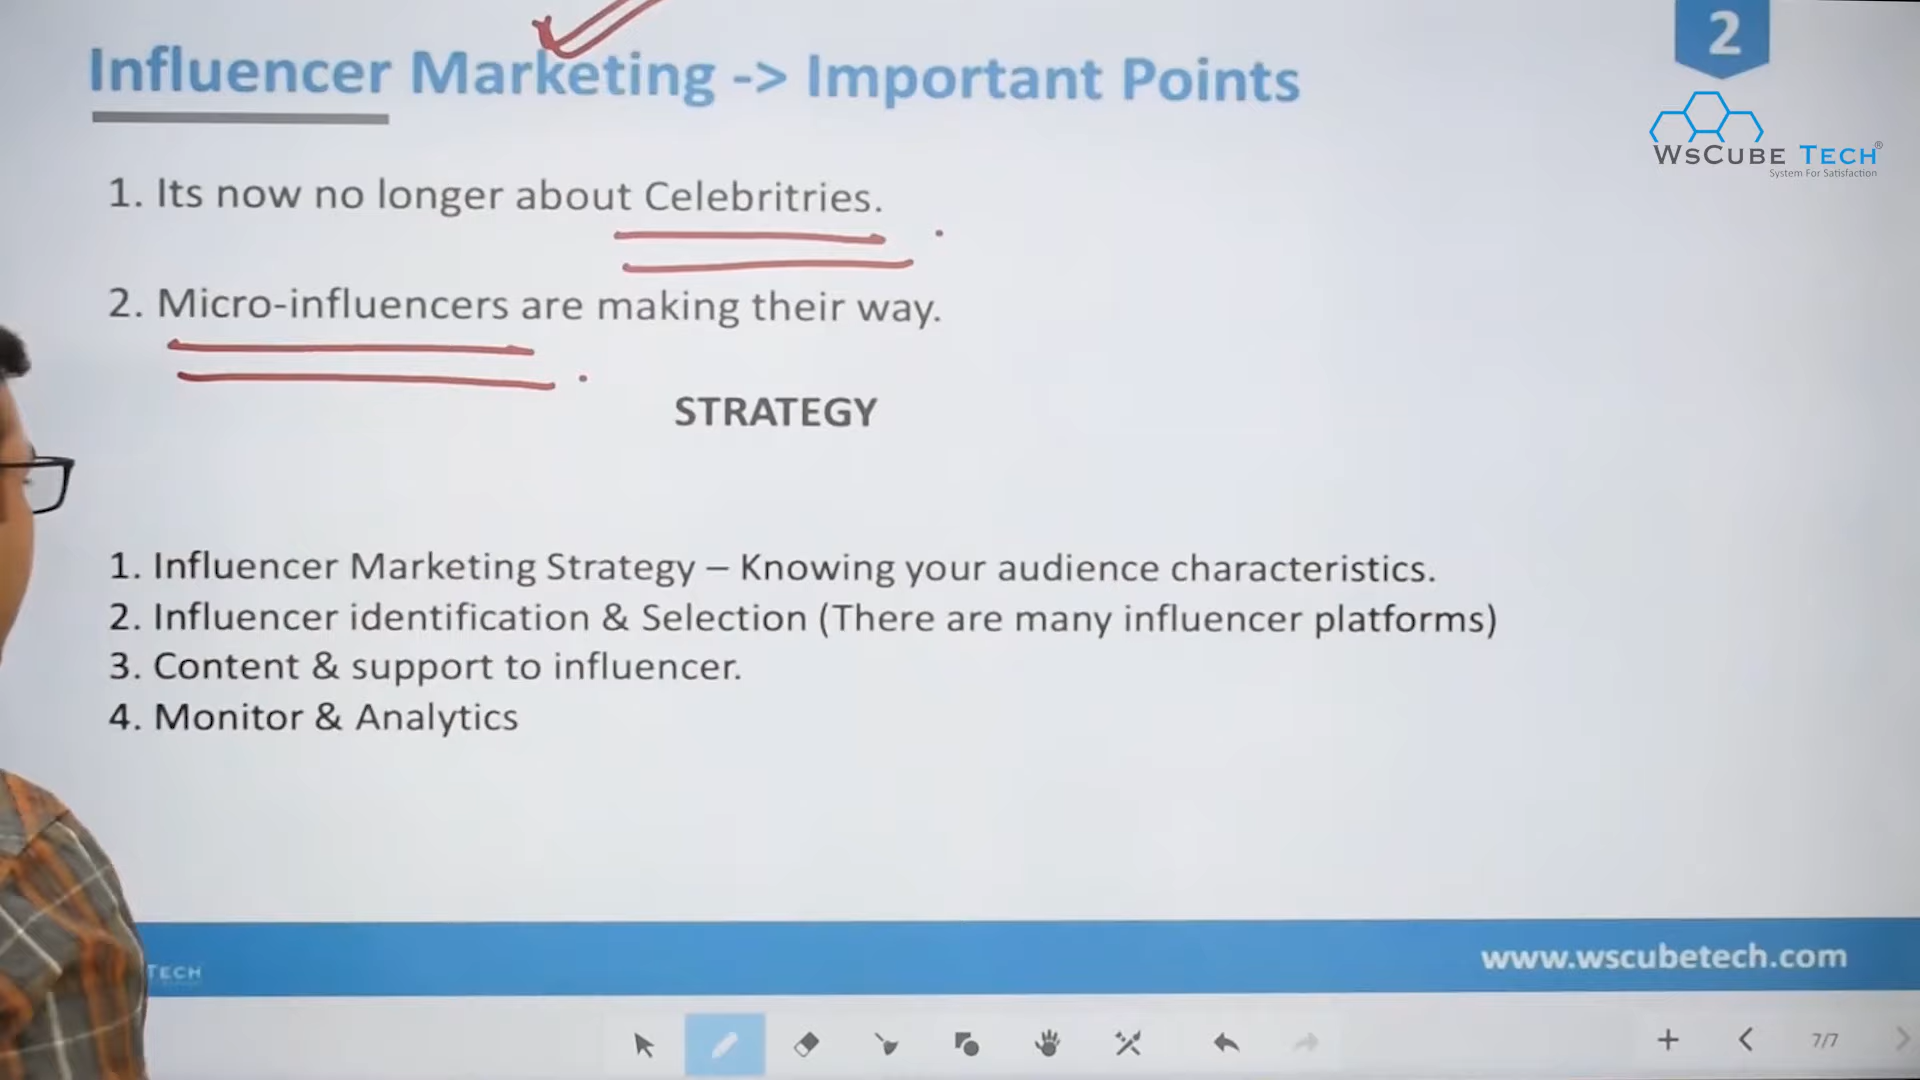 2
Influencer Marketing -> Important Points
WSCUBE TECH®
System For Satisfaction
1. Its now no longer about Celebritries.
2. Micro-influencers are making their way.
STRATEGY
1. Influencer Marketing Strategy – Knowing your audience characteristics.
2. Influencer identification & Selection (There are many influencer platforms)
3. Content & support to influencer.
4. Monitor & Analytics
www.wscubetech.com
TECH
7/7